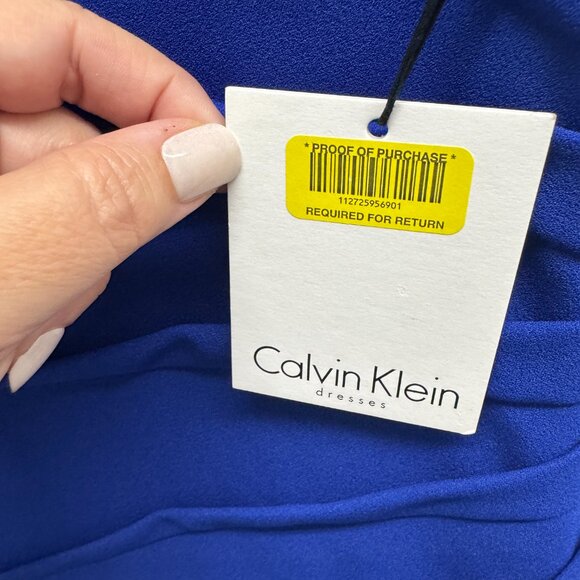 * PROOF OF PURCHASE *
112725956901
REQUIRED FOR RETURN
Calvin Klein
dresses